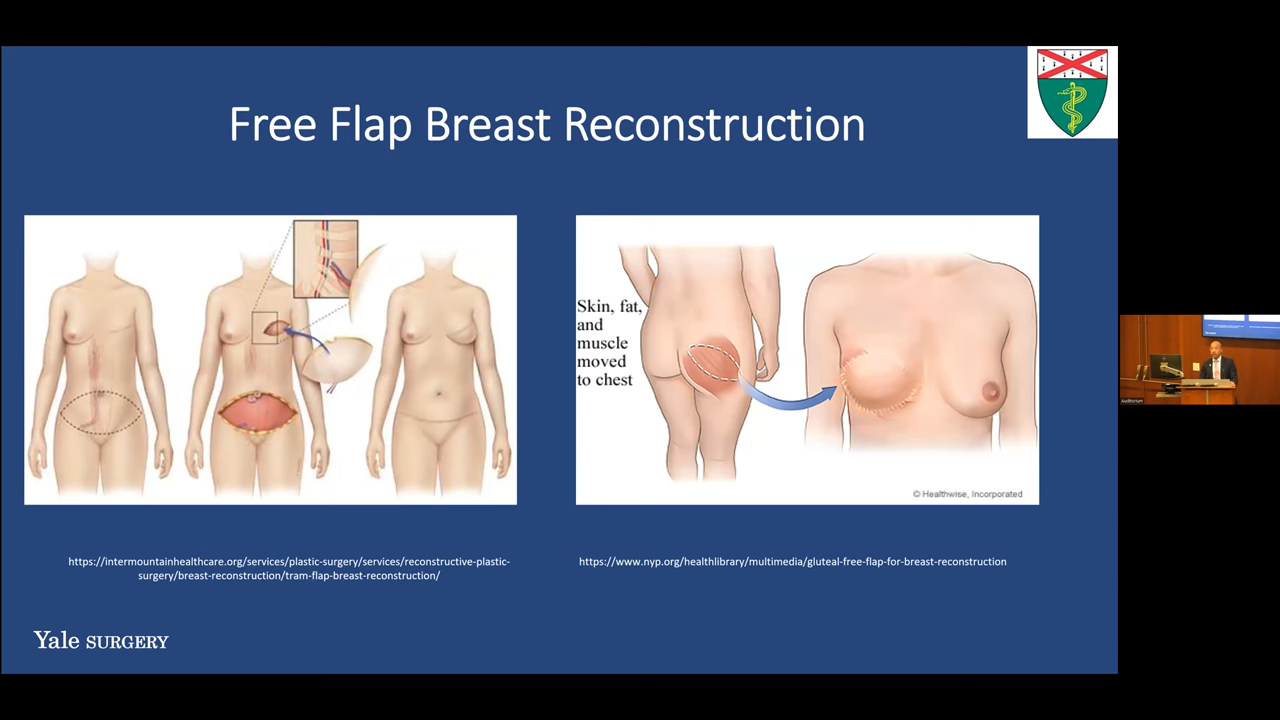 Free Flap Breast Reconstruction
Skin, fat,
and
muscle
moved
to chest
© Healthwise, Incorporated
https://intermountainhealthcare.org/services/plastic-surgery/services/reconstructive-plastic-
surgery/breast-reconstruction/tram-flap-breast-reconstruction/
https://www.nyp.org/healthlibrary/multimedia/gluteal-free-flap-for-breast-reconstruction
Yale SURGERY
Auditorium